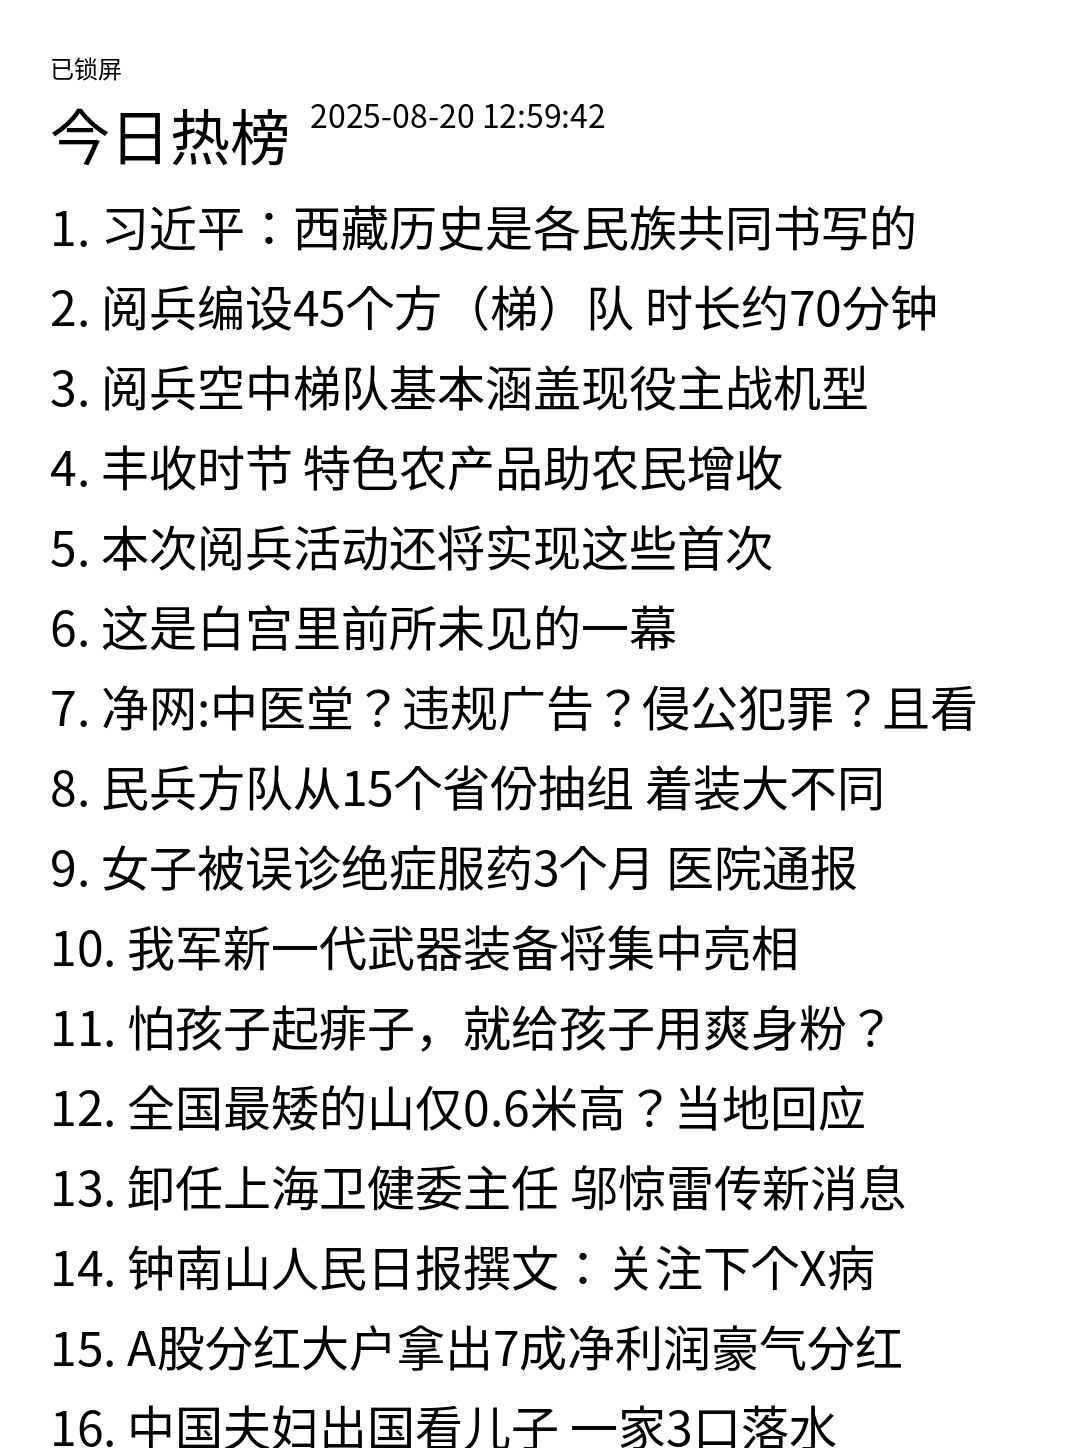 已锁屏
今日热榜 2025-08-20 12:59:42
1. 习近平：西藏历史是各民族共同书写的
2. 阅兵编设45个方（梯）队 时长约70分钟
3. 阅兵空中梯队基本涵盖现役主战机型
4. 丰收时节 特色农产品助农民增收
5. 本次阅兵活动还将实现这些首次
6. 这是白宫里前所未见的一幕
7. 净网:中医堂？违规广告？侵公犯罪？且看
8. 民兵方队从15个省份抽组 着装大不同
9. 女子被误诊绝症服药3个月 医院通报
10. 我军新一代武器装备将集中亮相
11. 怕孩子起痱子，就给孩子用爽身粉？
12. 全国最矮的山仅0.6米高？当地回应
13. 卸任上海卫健委主任 邬惊雷传新消息
14. 钟南山人民日报撰文：关注下个X病
15. A股分红大户拿出7成净利润豪气分红
16. 中国夫妇出国看儿子 一家3口落水